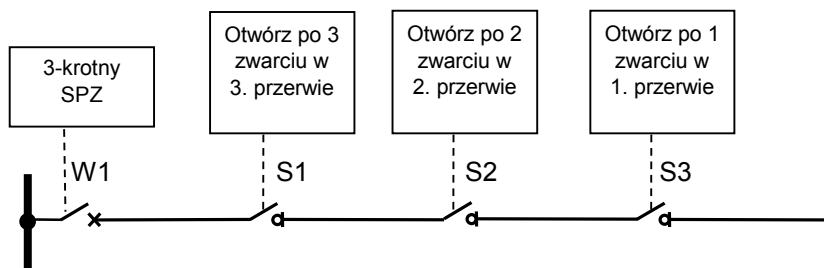 3-krotny
SPZ
Otwórz po 3
zwarciu w
3. przerwie
Otwórz po 2
zwarciu w
2. przerwie
Otwórz po 1
zwarciu w
1. przerwie
W1
S1
S2
S3